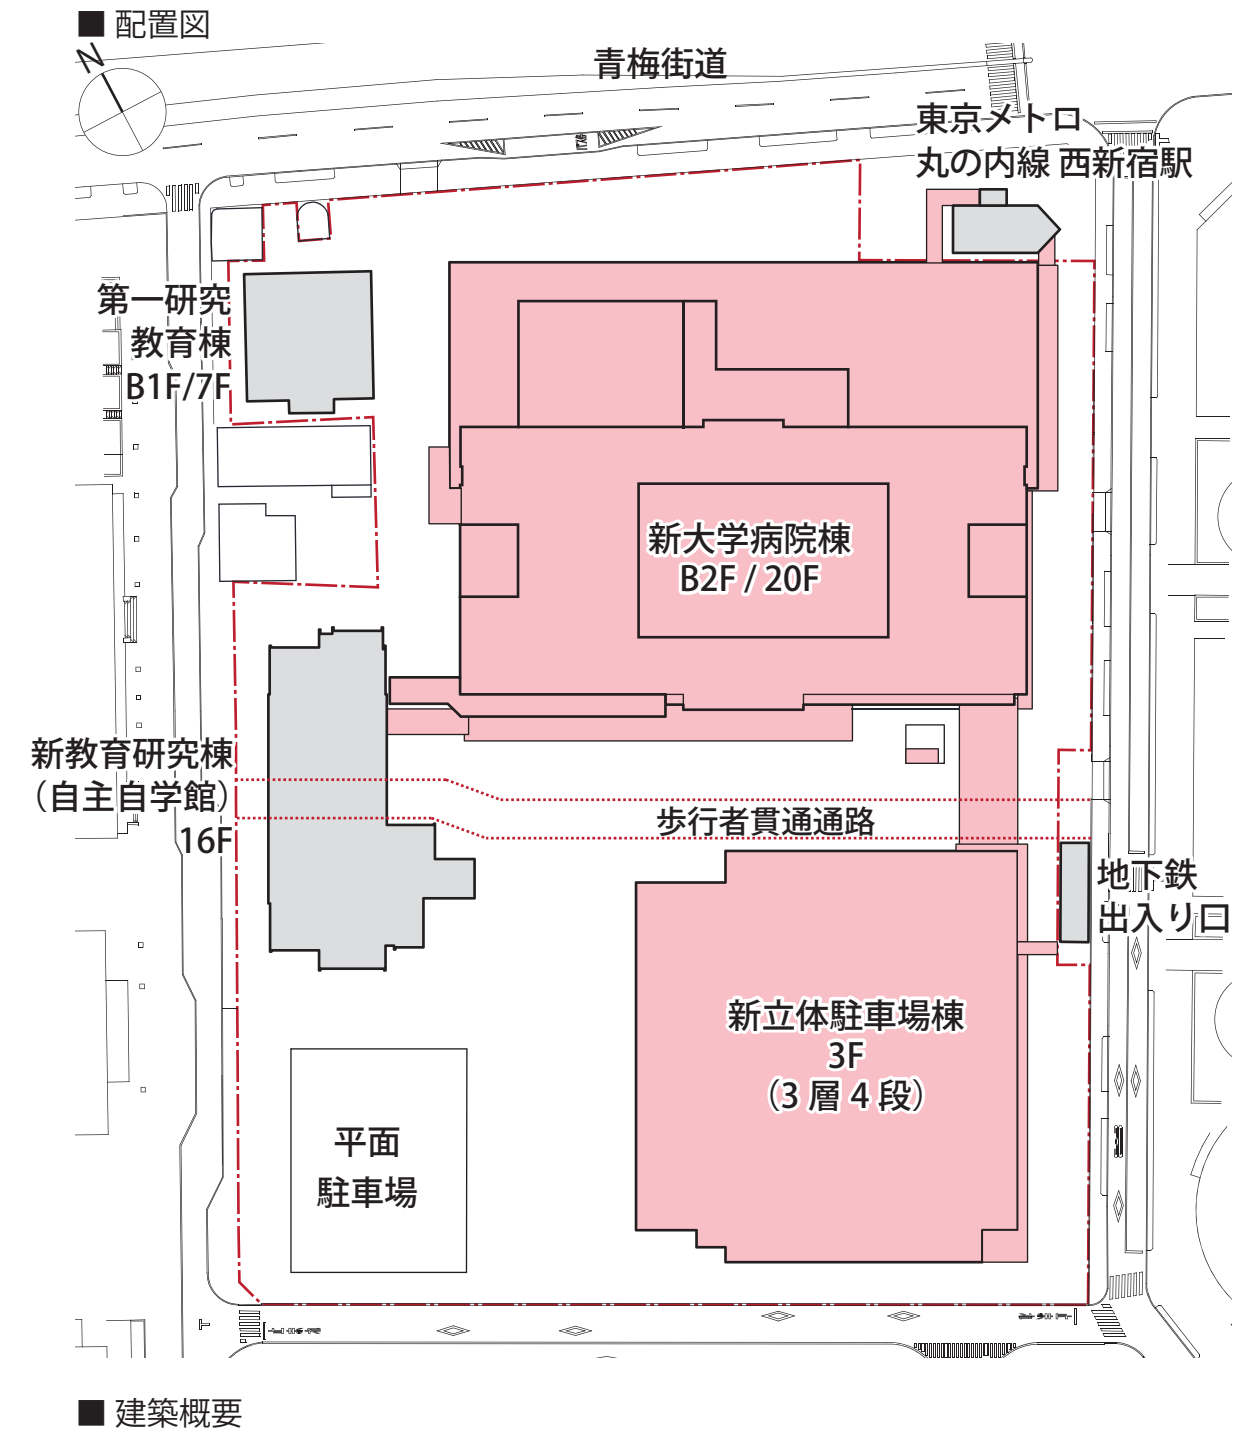 ■ 配置図
N
青梅街道
東京メトロ
丸の内線 西新宿駅
第一研究
教育棟
B1F/7F
新大学病院棟
B2F / 20F
新教育研究棟
（自主自学館）
16F
歩行者貫通通路
地下鉄
出入り口
新立体駐車場棟
3F
（3 層 4 段）
平面
駐車場
■ 建築概要